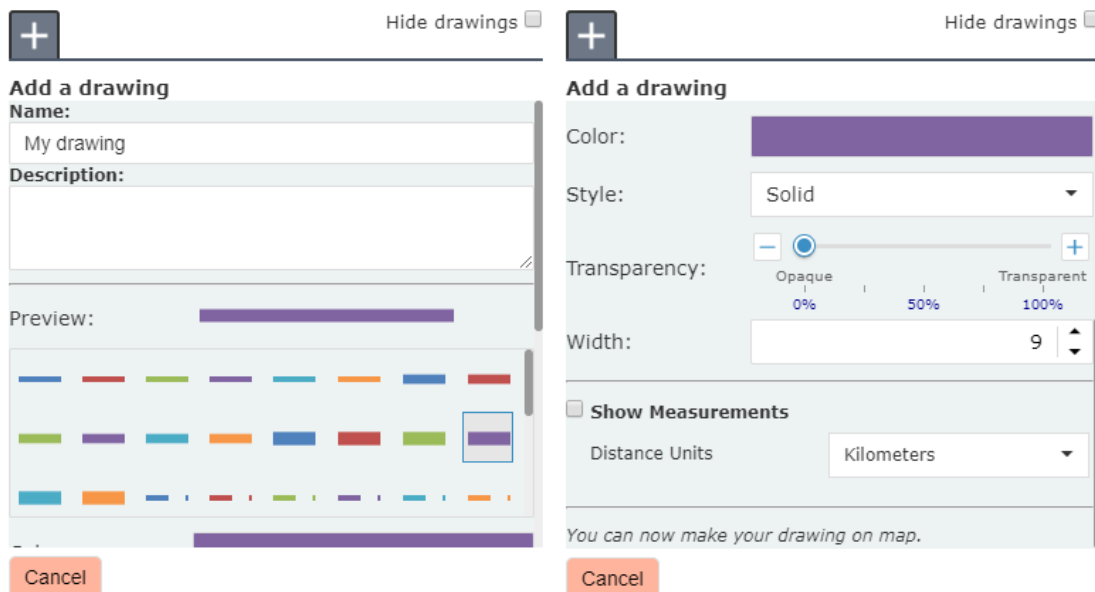 Hide drawings
Add a drawing
Name:
My drawing
Description:
Preview:
Cancel
Hide drawings
Add a drawing
Color:
Style:
Solid
Transparency:
Opaque
Transparent
0%
50%
100%
Width:
9
Show Measurements
Distance Units
Kilometers
You can now make your drawing on map.
Cancel